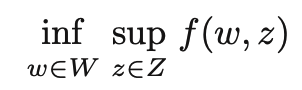 inf sup f(w, z)
w∈W z∈Z